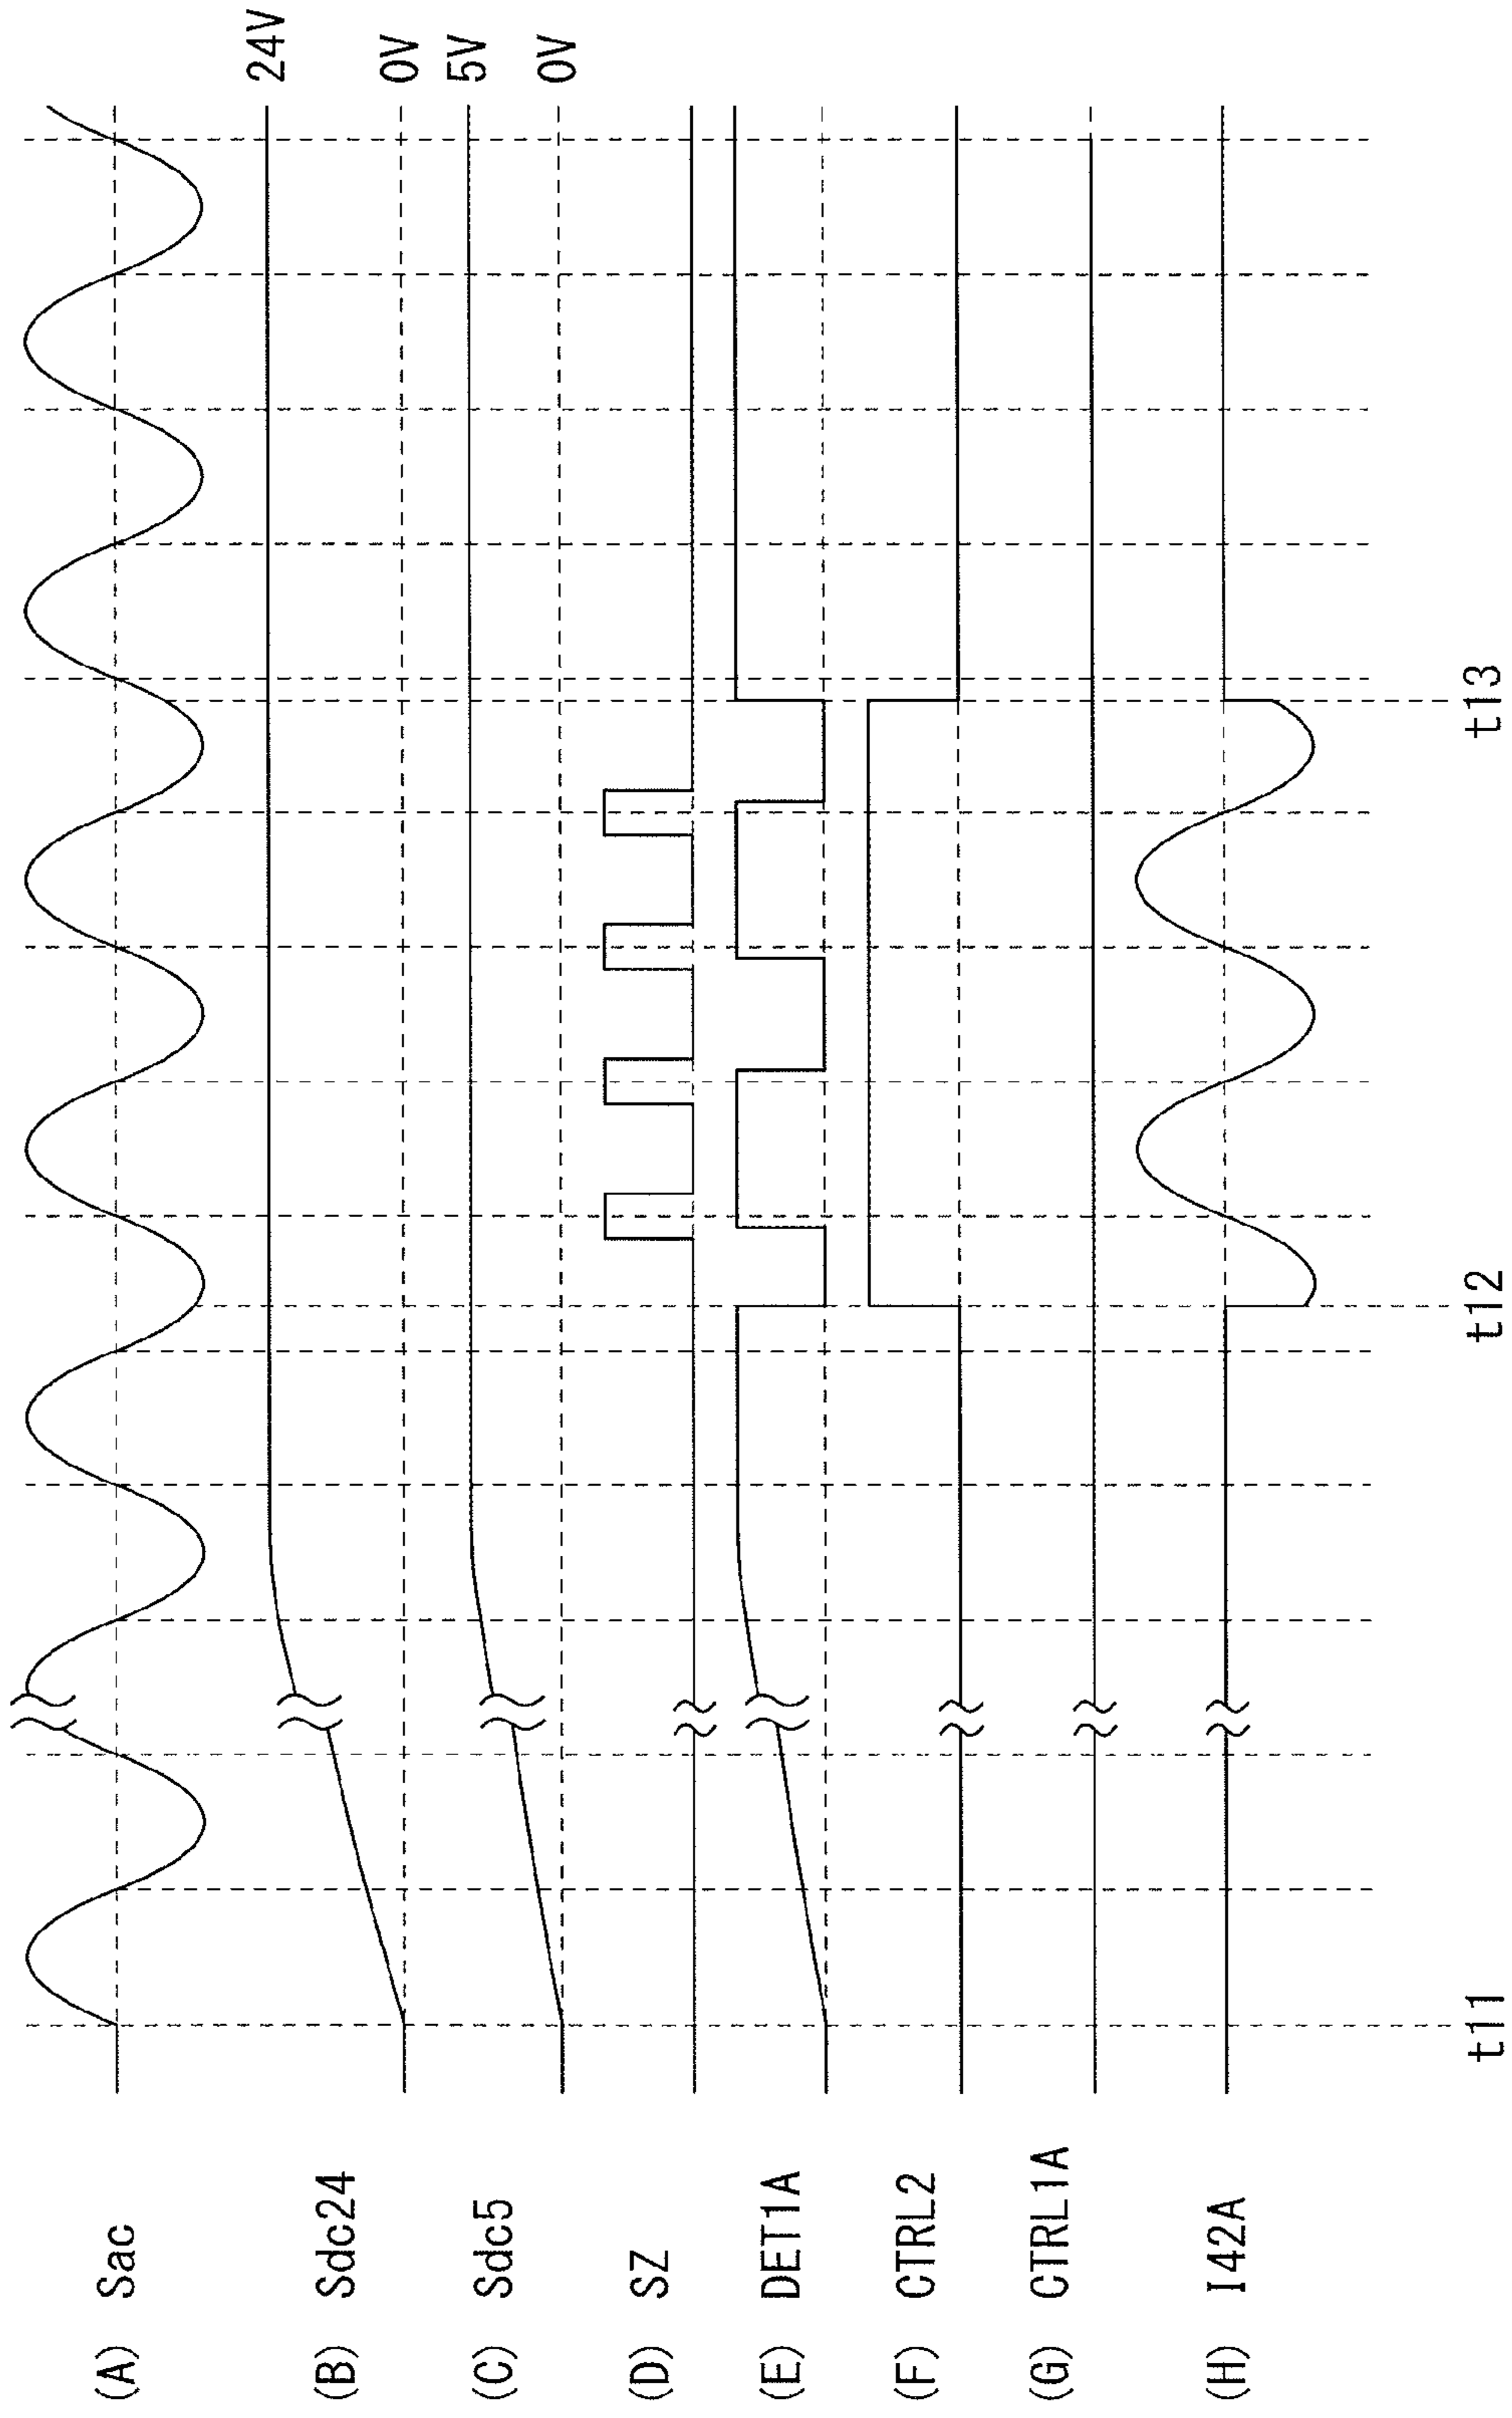 (A) Sac
24V
(B) Sdc24
0V
5V
(C) Sdc5
0V
(D) SZ
(E) DET1A
(F) CTRL2
(G) CTRL1A
(H) I42A
t11 t12 t13